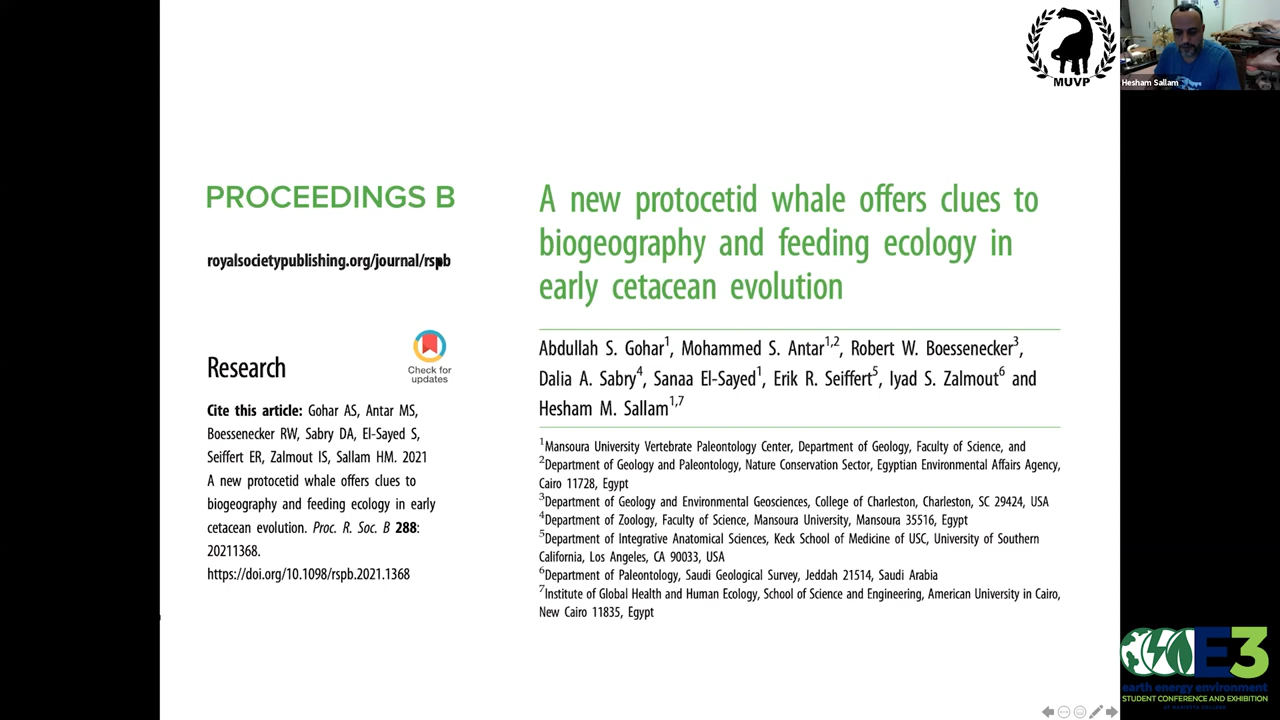 MUVP
Hesham Sallam
PROCEEDINGS B
royalsocietypublishing.org/journal/rspb
Research
Check for
updates
Cite this article: Gohar AS, Antar MS,
Boessenecker RW, Sabry DA, El-Sayed S,
Seiffert ER, Zalmout IS, Sallam HM. 2021
A new protocetid whale offers clues to
biogeography and feeding ecology in early
cetacean evolution. Proc. R. Soc. B 288:
20211368.
https://doi.org/10.1098/rspb.2021.1368
A new protocetid whale offers clues to
biogeography and feeding ecology in
early cetacean evolution
Abdullah S. Gohar1, Mohammed S. Antar1,2, Robert W. Boessenecker3,
Dalia A. Sabry4, Sanaa El-Sayed1, Erik R. Seiffert5, Iyad S. Zalmout6 and
Hesham M. Sallam1,7
1Mansoura University Vertebrate Paleontology Center, Department of Geology, Faculty of Science, and
2Department of Geology and Paleontology, Nature Conservation Sector, Egyptian Environmental Affairs Agency,
Cairo 11728, Egypt
3Department of Geology and Environmental Geosciences, College of Charleston, Charleston, SC 29424, USA
4Department of Zoology, Faculty of Science, Mansoura University, Mansoura 35516, Egypt
5Department of Integrative Anatomical Sciences, Keck School of Medicine of USC, University of Southern
California, Los Angeles, CA 90033, USA
6Department of Paleontology, Saudi Geological Survey, Jeddah 21514, Saudi Arabia
7Institute of Global Health and Human Ecology, School of Science and Engineering, American University in Cairo,
New Cairo 11835, Egypt
E3
earth energy environment
STUDENT CONFERENCE AND EXHIBITION
AT MARIETTA COLLEGE